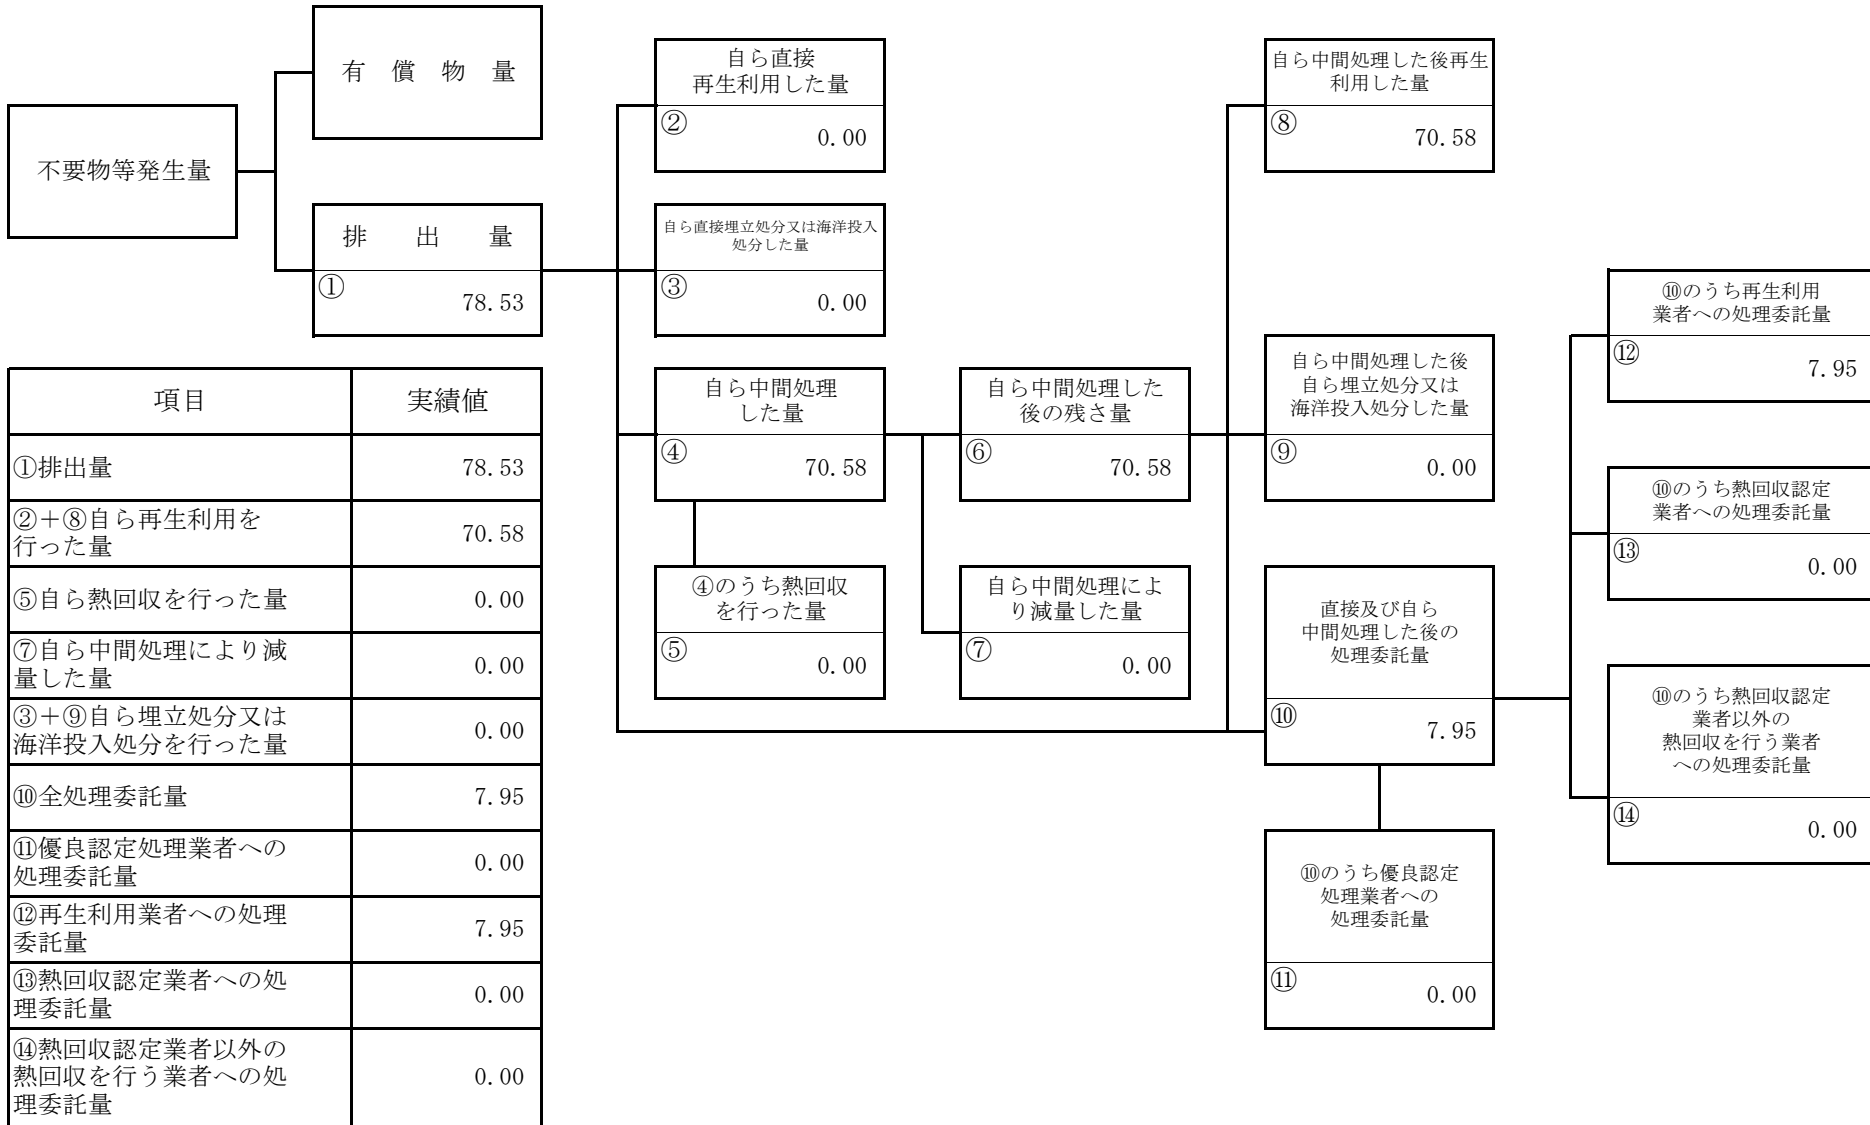 有　償　物　量
不要物等発生量
排　出　量
①
78.53
自ら直接
再生利用した量
②
0.00
自ら直接埋立処分又は海洋投入
処分した量
③
0.00
自ら中間処理
した量
④
70.58
④のうち熱回収
を行った量
⑤
0.00
自ら中間処理した
後の残さ量
⑥
70.58
自ら中間処理によ
り減量した量
⑦
0.00
自ら中間処理した後再生
利用した量
⑧
70.58
自ら中間処理した後
自ら埋立処分又は
海洋投入処分した量
⑨
0.00
直接及び自ら
中間処理した後の
処理委託量
⑩
7.95
⑩のうち優良認定
処理業者への
処理委託量
⑪
0.00
⑩のうち再生利用
業者への処理委託量
⑫
7.95
⑩のうち熱回収認定
業者への処理委託量
⑬
0.00
⑩のうち熱回収認定
業者以外の
熱回収を行う業者
への処理委託量
⑭
0.00
項目 実績値
①排出量 78.53
②＋⑧自ら再生利用を
行った量 70.58
⑤自ら熱回収を行った量 0.00
⑦自ら中間処理により減
量した量 0.00
③＋⑨自ら埋立処分又は
海洋投入処分を行った量 0.00
⑩全処理委託量 7.95
⑪優良認定処理業者への
処理委託量 0.00
⑫再生利用業者への処理
委託量 7.95
⑬熱回収認定業者への処
理委託量 0.00
⑭熱回収認定業者以外の
熱回収を行う業者への処
理委託量 0.00